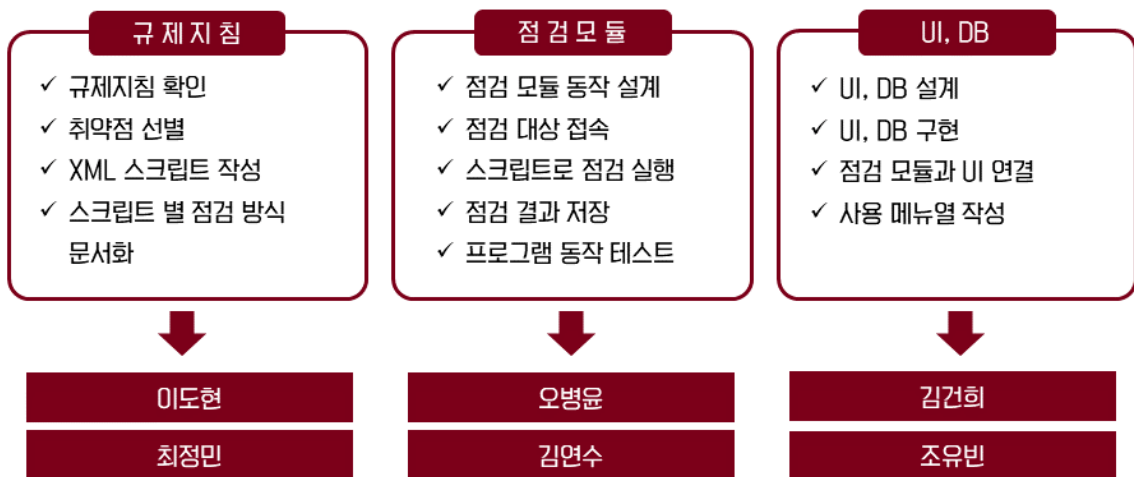 규 제 지 침
✓ 규제지침 확인
✓ 취약점 선별
✓ XML 스크립트 작성
✓ 스크립트 별 점검 방식
문서화
이도현
최정민
점 검 모 듈
✓ 점검 모듈 동작 설계
✓ 점검 대상 접속
✓ 스크립트로 점검 실행
✓ 점검 결과 저장
✓ 프로그램 동작 테스트
오병윤
김연수
UI, DB
✓ UI, DB 설계
✓ UI, DB 구현
✓ 점검 모듈과 UI 연결
✓ 사용 메뉴얼 작성
김건희
조유빈